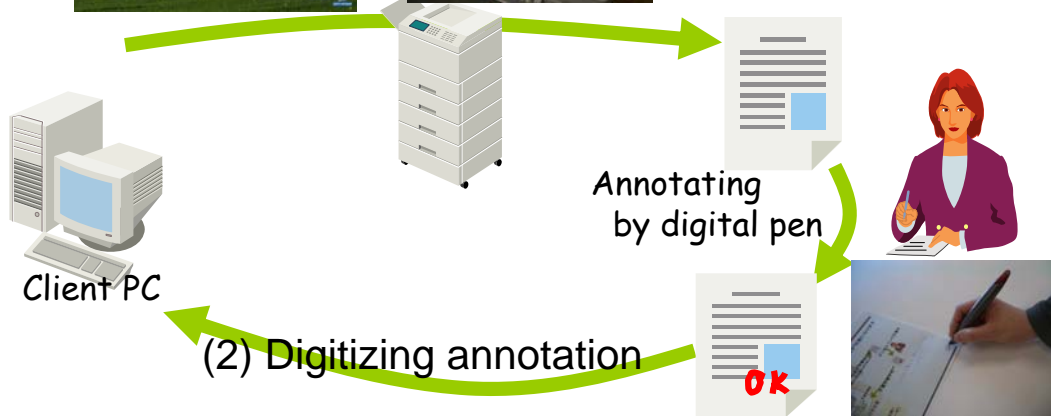 Annotating
by digital pen
Client PC
(2) Digitizing annotation
OK